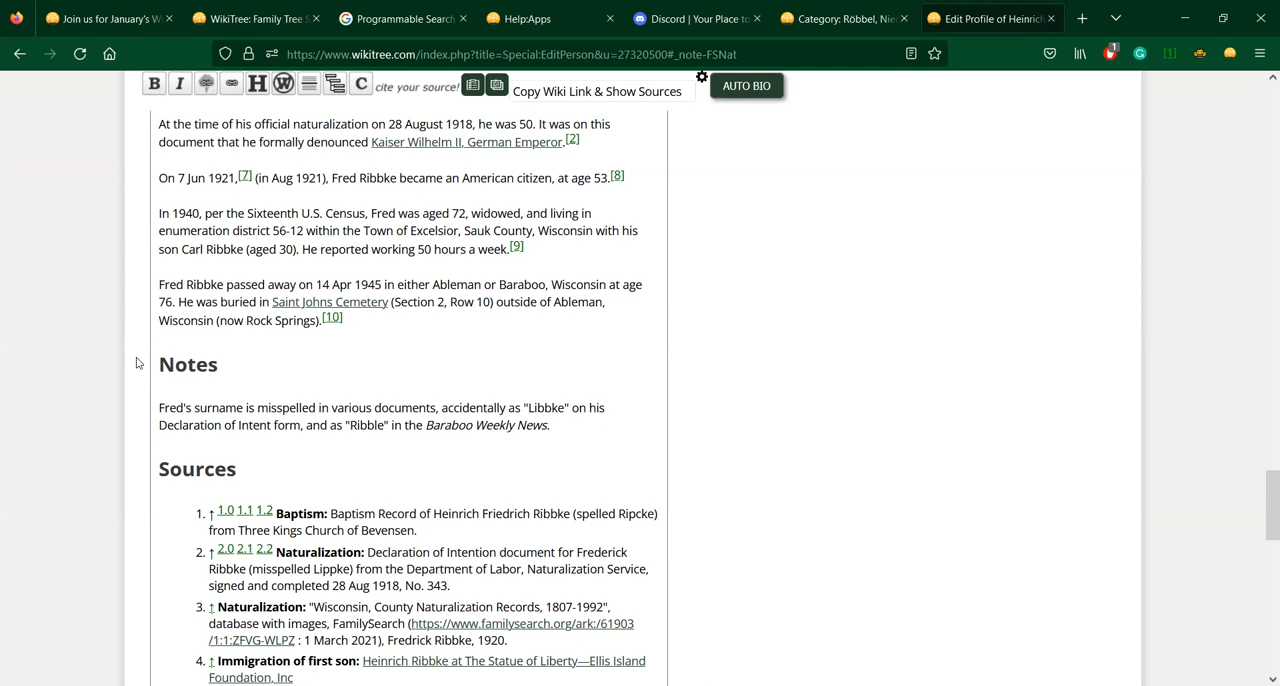 Join us for January's W
WikiTree: Family Tree S
Programmable Search
Help:Apps
Discord | Your Place to
Category: Röbbel, Nie
Edit Profile of Heinrich
https://www.wikitree.com/index.php?title=Special:EditPerson&u=27320500#_note-FSNat
1
[1]
B I H W C cite your source! Copy Wiki Link & Show Sources AUTO BIO
At the time of his official naturalization on 28 August 1918, he was 50. It was on this
document that he formally denounced Kaiser Wilhelm II, German Emperor.[2]
On 7 Jun 1921,[7] (in Aug 1921), Fred Ribbke became an American citizen, at age 53.[8]
In 1940, per the Sixteenth U.S. Census, Fred was aged 72, widowed, and living in
enumeration district 56-12 within the Town of Excelsior, Sauk County, Wisconsin with his
son Carl Ribbke (aged 30). He reported working 50 hours a week.[9]
Fred Ribbke passed away on 14 Apr 1945 in either Ableman or Baraboo, Wisconsin at age
76. He was buried in Saint Johns Cemetery (Section 2, Row 10) outside of Ableman,
Wisconsin (now Rock Springs).[10]
Notes
Fred's surname is misspelled in various documents, accidentally as "Libbke" on his
Declaration of Intent form, and as "Ribble" in the Baraboo Weekly News.
Sources
1. ↑ 1.0 1.1 1.2 Baptism: Baptism Record of Heinrich Friedrich Ribbke (spelled Ripcke)
from Three Kings Church of Bevensen.
2. ↑ 2.0 2.1 2.2 Naturalization: Declaration of Intention document for Frederick
Ribbke (misspelled Lippke) from the Department of Labor, Naturalization Service,
signed and completed 28 Aug 1918, No. 343.
3. ↑ Naturalization: "Wisconsin, County Naturalization Records, 1807-1992",
database with images, FamilySearch (https://www.familysearch.org/ark:/61903
/1:1:ZFVG-WLPZ : 1 March 2021), Fredrick Ribbke, 1920.
4. ↑ Immigration of first son: Heinrich Ribbke at The Statue of Liberty—Ellis Island
Foundation, Inc